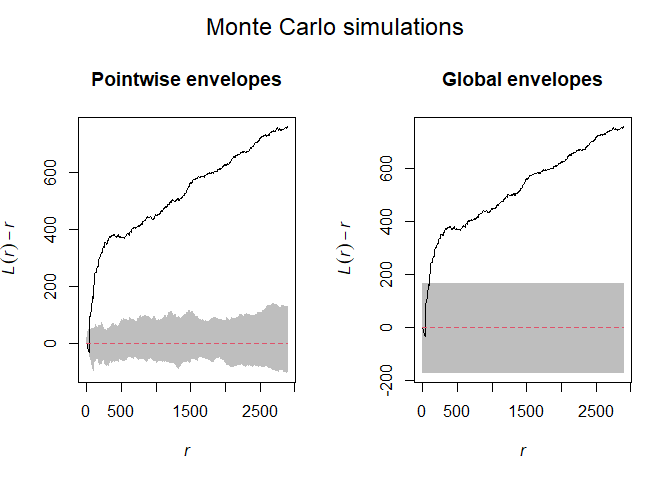 Monte Carlo simulations
Pointwise envelopes
L(r) − r
600
400
200
0
0 500 1500 2500
r
Global envelopes
L(r) − r
600
400
200
0
-200
0 500 1500 2500
r